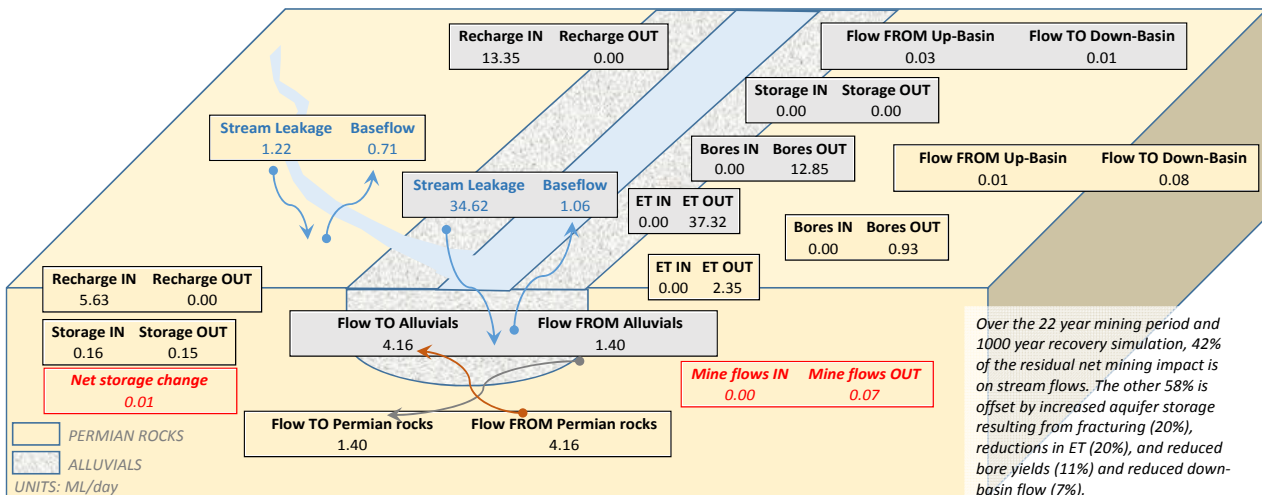 Recharge IN Recharge OUT
13.35 0.00
Flow FROM Up-Basin Flow TO Down-Basin
0.03 0.01
Storage IN Storage OUT
0.00 0.00
Stream Leakage Baseflow
1.22 0.71
Bores IN Bores OUT
0.00 12.85
Flow FROM Up-Basin Flow TO Down-Basin
0.01 0.08
Stream Leakage Baseflow
34.62 1.06
ET IN ET OUT
0.00 37.32
Bores IN Bores OUT
0.00 0.93
Recharge IN Recharge OUT
5.63 0.00
ET IN ET OUT
0.00 2.35
Storage IN Storage OUT
0.16 0.15
Flow TO Alluvials Flow FROM Alluvials
4.16 1.40
Net storage change
0.01
Mine flows IN Mine flows OUT
0.00 0.07
Flow TO Permian rocks Flow FROM Permian rocks
1.40 4.16
Over the 22 year mining period and
1000 year recovery simulation, 42%
of the residual net mining impact is
on stream flows. The other 58% is
offset by increased aquifer storage
resulting from fracturing (20%),
reductions in ET (20%), and reduced
bore yields (11%) and reduced down-
basin flow (7%).
PERMIAN ROCKS
ALLUVIALS
UNITS: ML/day